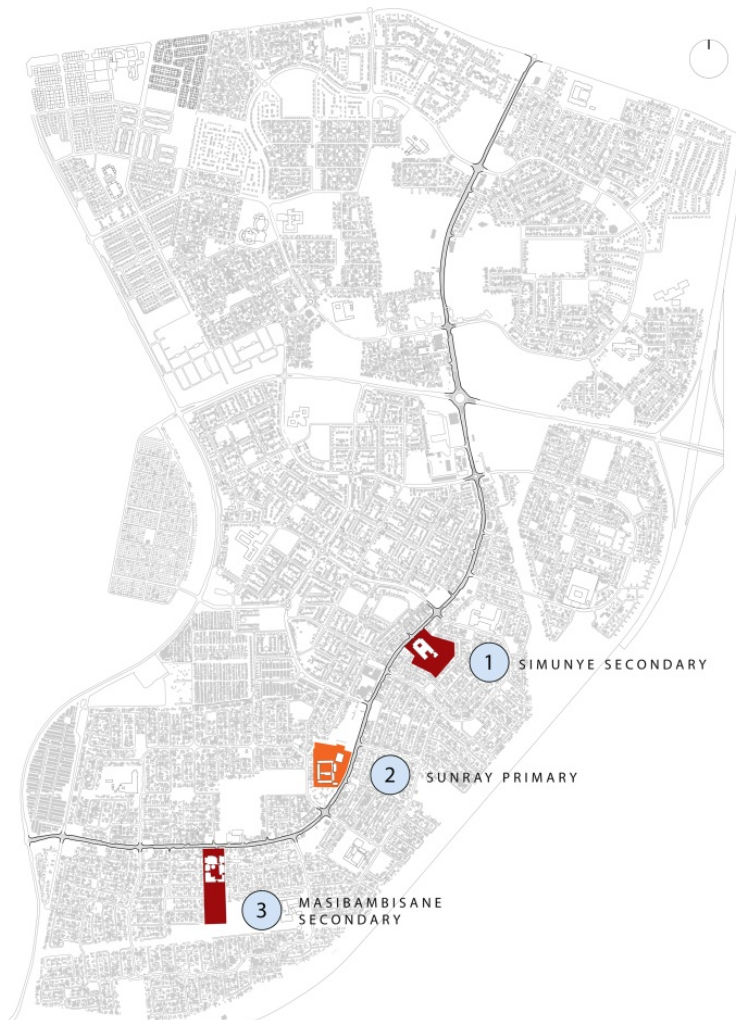 1 SIMUNYE SECONDARY
2 SUNRAY PRIMARY
3 MASIBAMBISANE
SECONDARY